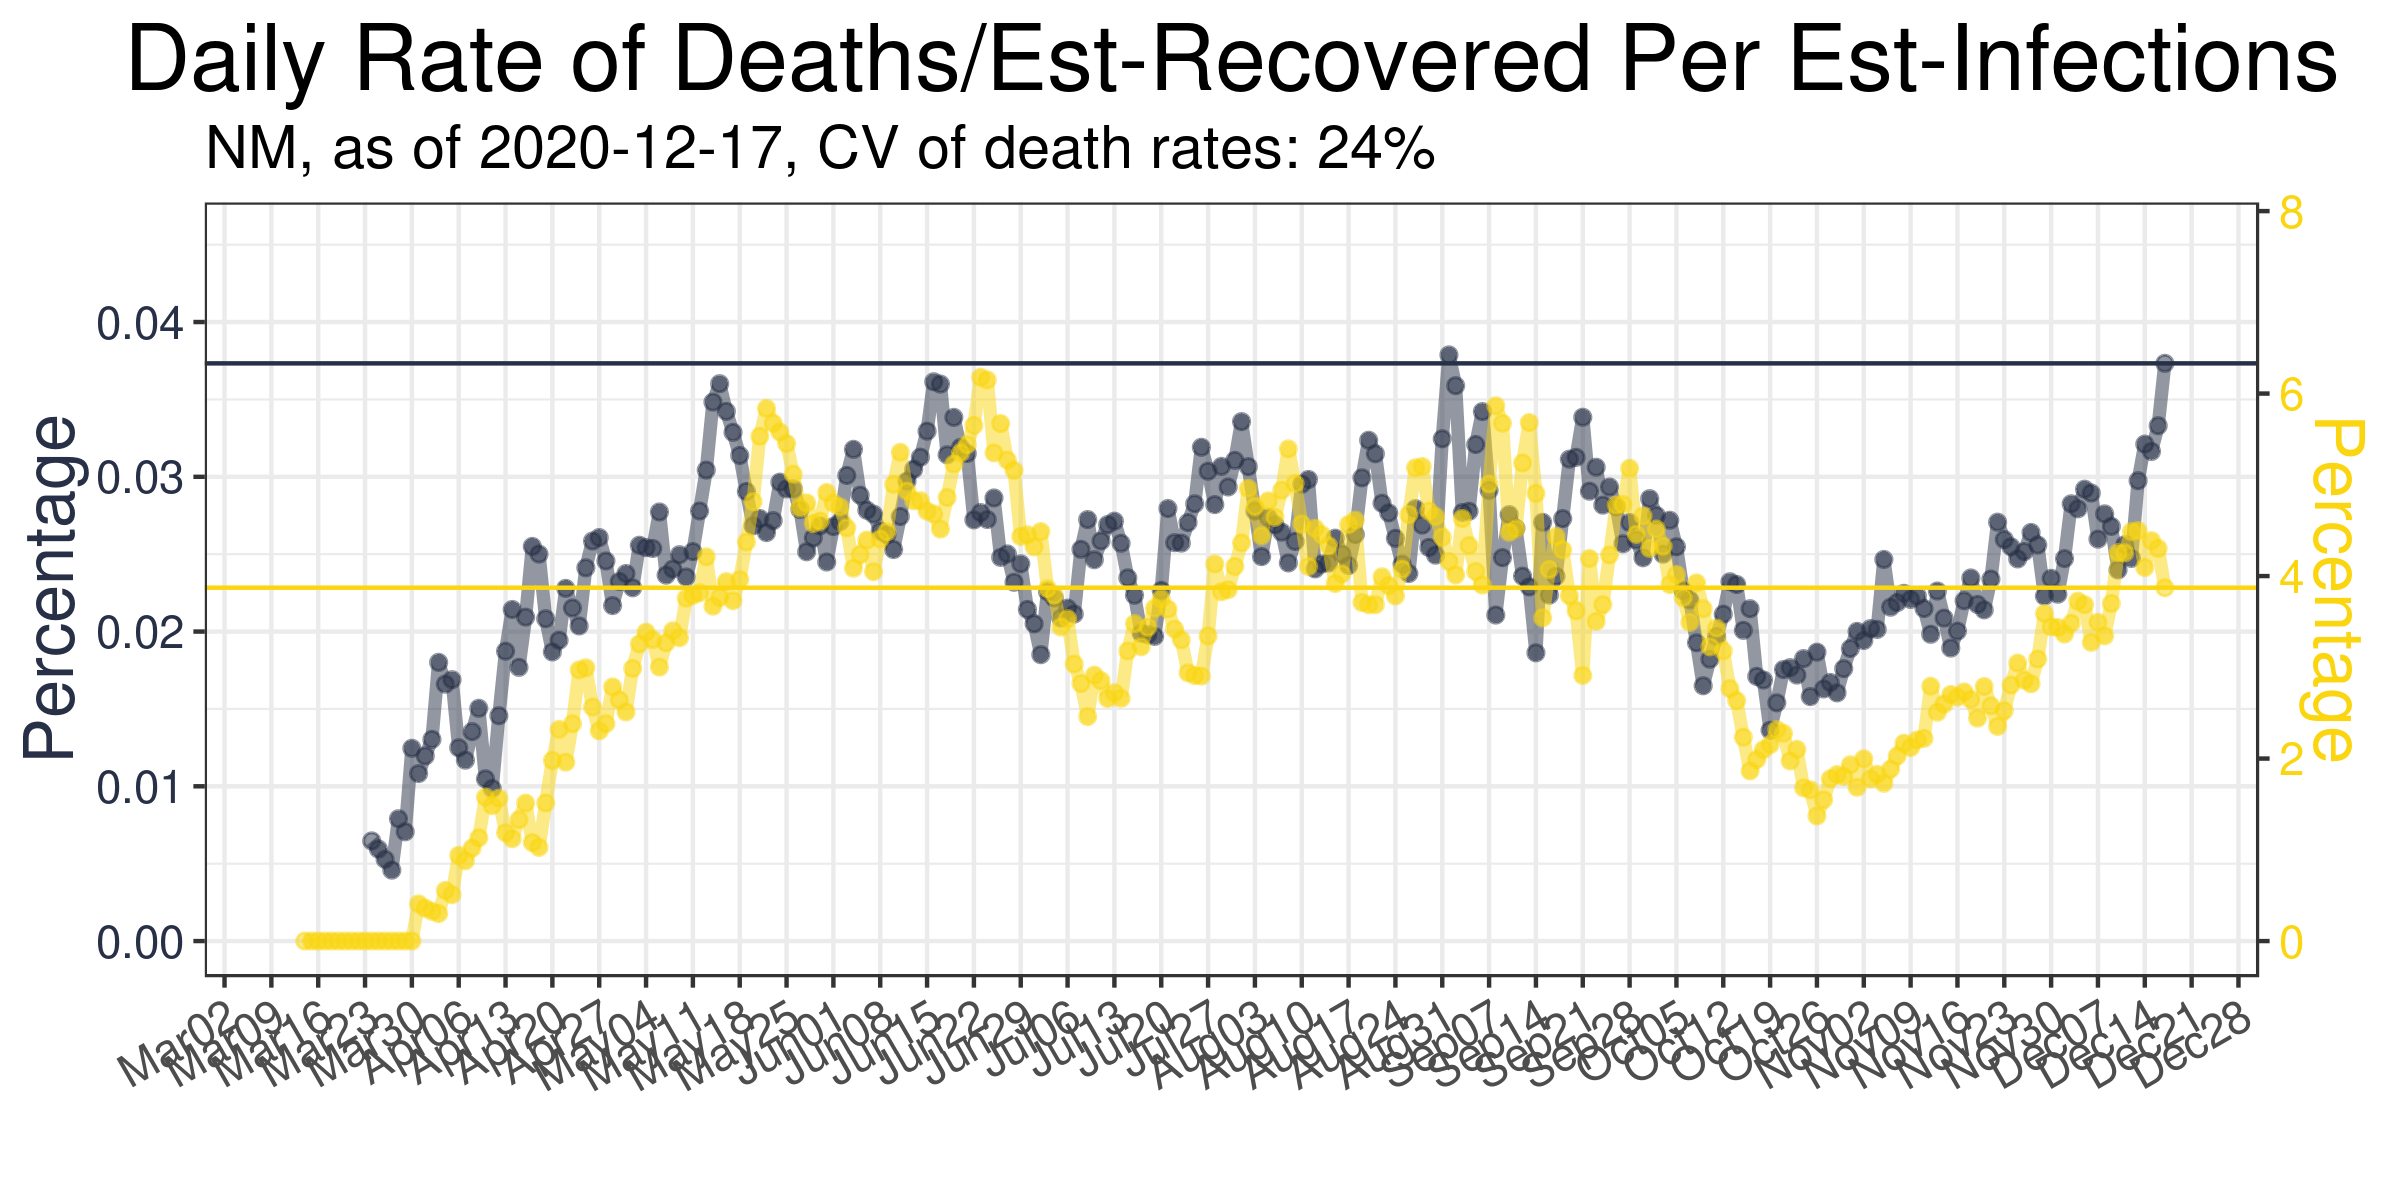 Daily Rate of Deaths/Est-Recovered Per Est-Infections
NM, as of 2020-12-17, CV of death rates: 24%
Percentage
0.04
0.03
0.02
0.01
0.00
8
6
4
2
0
Percentage
Mar02
Mar09
Mar16
Mar23
Mar30
Apr06
Apr13
Apr20
Apr27
May04
May11
May18
May25
Jun01
Jun08
Jun15
Jun22
Jun29
Jul06
Jul13
Jul20
Jul27
Aug03
Aug10
Aug17
Aug24
Aug31
Sep07
Sep14
Sep21
Sep28
Oct05
Oct12
Oct19
Oct26
Nov02
Nov09
Nov16
Nov23
Nov30
Dec07
Dec14
Dec21
Dec28